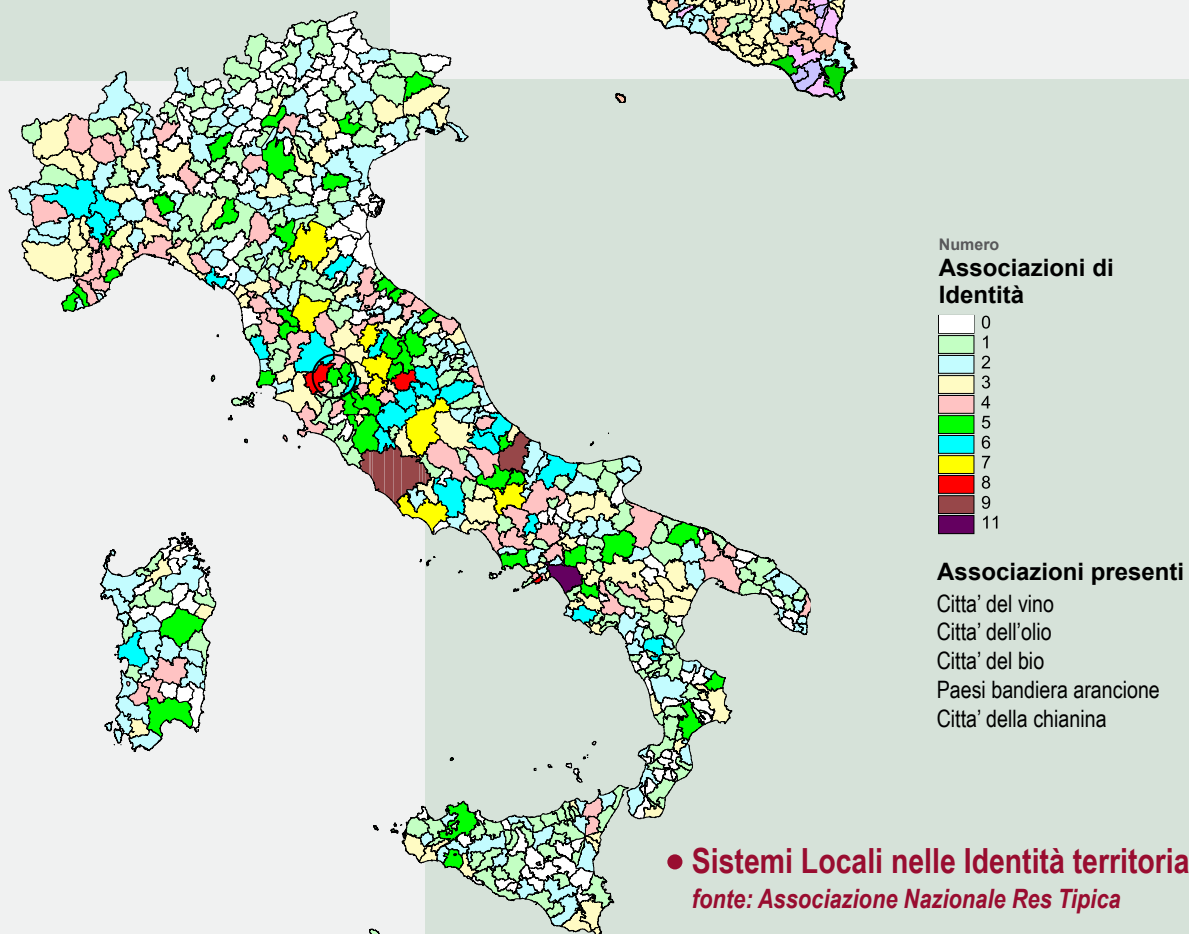 Numero
Associazioni di
Identità
0
1
2
3
4
5
6
7
8
9
11
Associazioni presenti
Citta' del vino
Citta' dell'olio
Citta' del bio
Paesi bandiera arancione
Citta' della chianina
• Sistemi Locali nelle Identità territoria
fonte: Associazione Nazionale Res Tipica